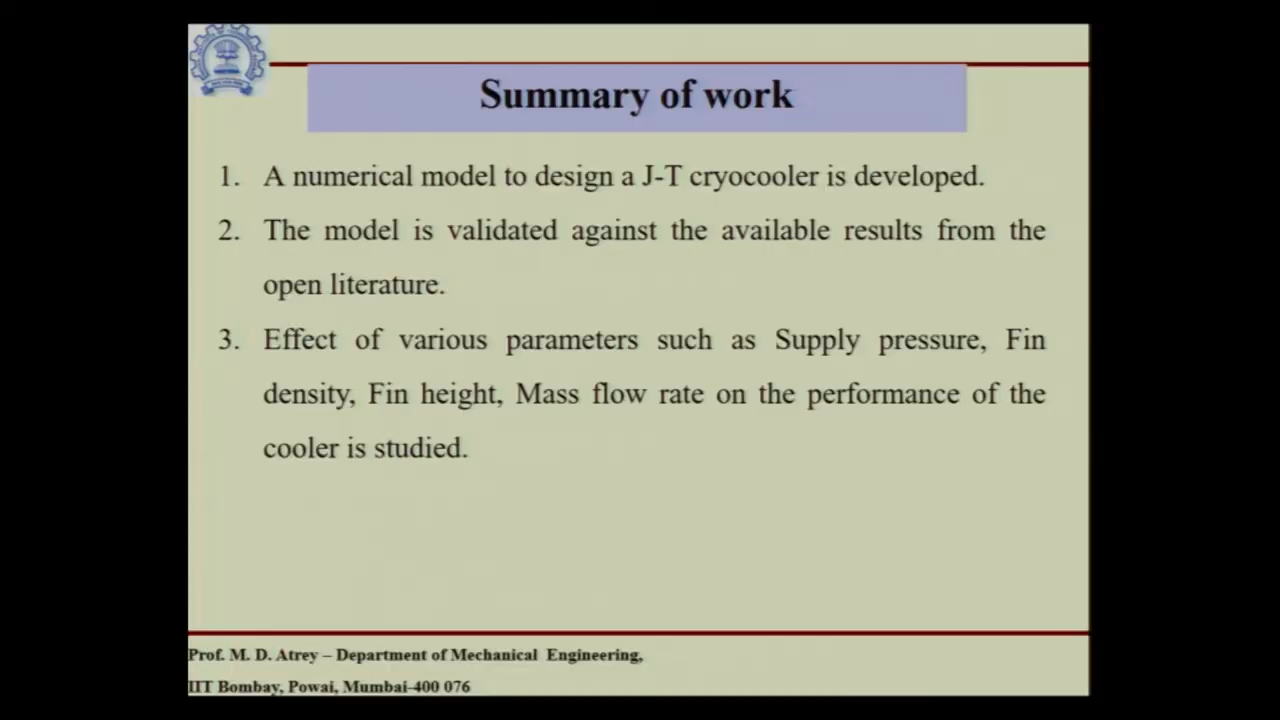 Summary of work
1. A numerical model to design a J-T cryocooler is developed.
2. The model is validated against the available results from the
open literature.
3. Effect of various parameters such as Supply pressure, Fin
density, Fin height, Mass flow rate on the performance of the
cooler is studied.
Prof. M. D. Atrey – Department of Mechanical Engineering,
IIT Bombay, Powai, Mumbai-400 076